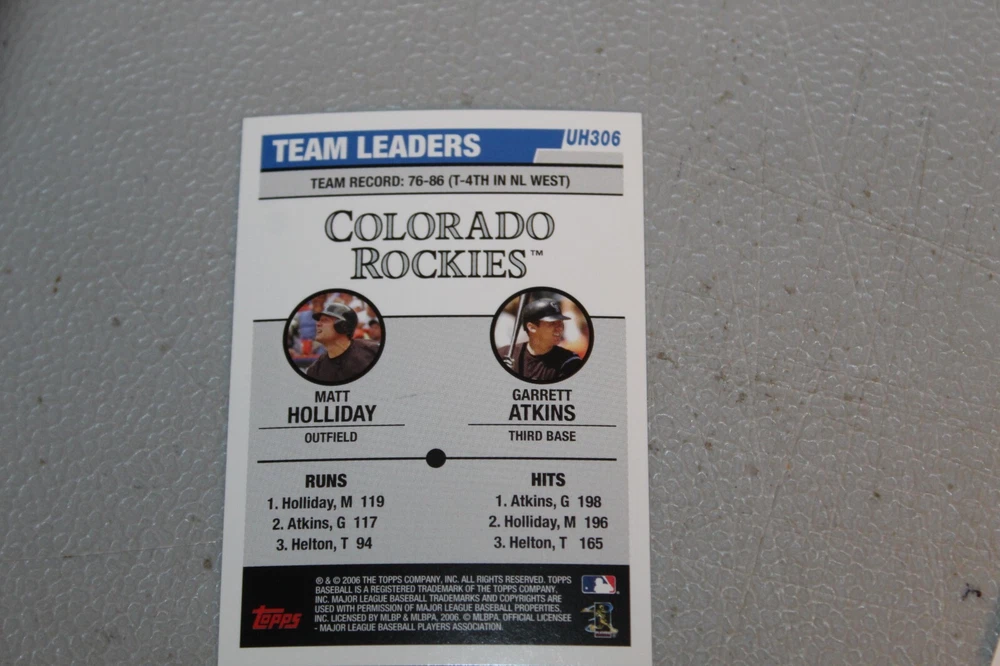 TEAM LEADERS
UH306
TEAM RECORD: 76-86 (T-4TH IN NL WEST)
COLORADO
ROCKIES™
MATT
HOLLIDAY
OUTFIELD
GARRETT
ATKINS
THIRD BASE
RUNS
1. Holliday, M 119
2. Atkins, G 117
3. Helton, T 94
HITS
1. Atkins, G 198
2. Holliday, M 196
3. Helton, T 165
® & © 2006 THE TOPPS COMPANY, INC. ALL RIGHTS RESERVED. TOPPS
BASEBALL IS A REGISTERED TRADEMARK OF THE TOPPS COMPANY,
INC. MAJOR LEAGUE BASEBALL TRADEMARKS AND COPYRIGHTS ARE
USED WITH PERMISSION OF MAJOR LEAGUE BASEBALL PROPERTIES,
INC. LICENSED BY MLBP & MLBPA, 2006. © MLBPA. OFFICIAL LICENSEE
- MAJOR LEAGUE BASEBALL PLAYERS ASSOCIATION.
Topps